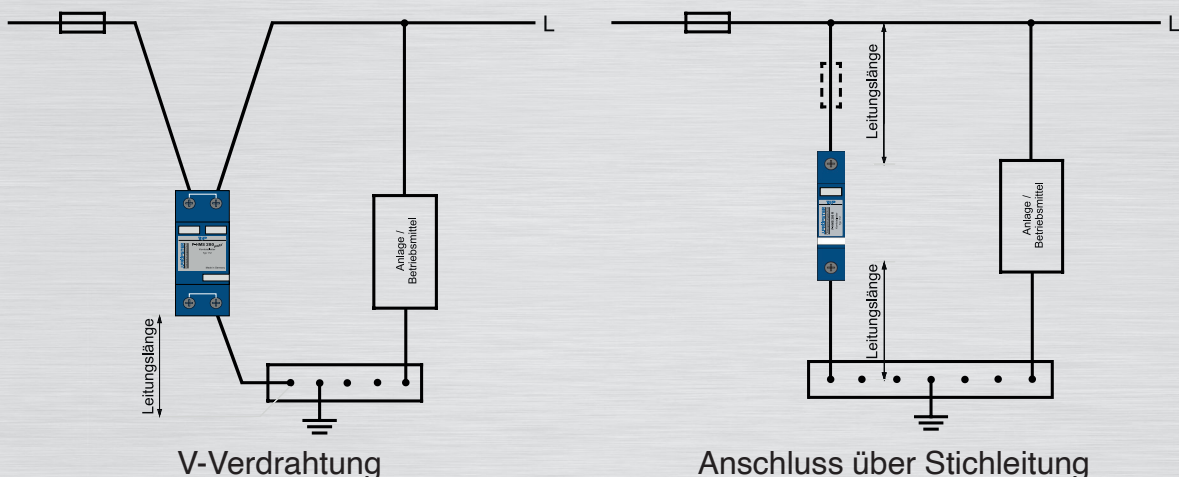 L
Anlage /
Betriebsmittel
Leitungslänge
V-Verdrahtung
L
Leitungslänge
Anlage /
Betriebsmittel
Leitungslänge
Anschluss über Stichleitung